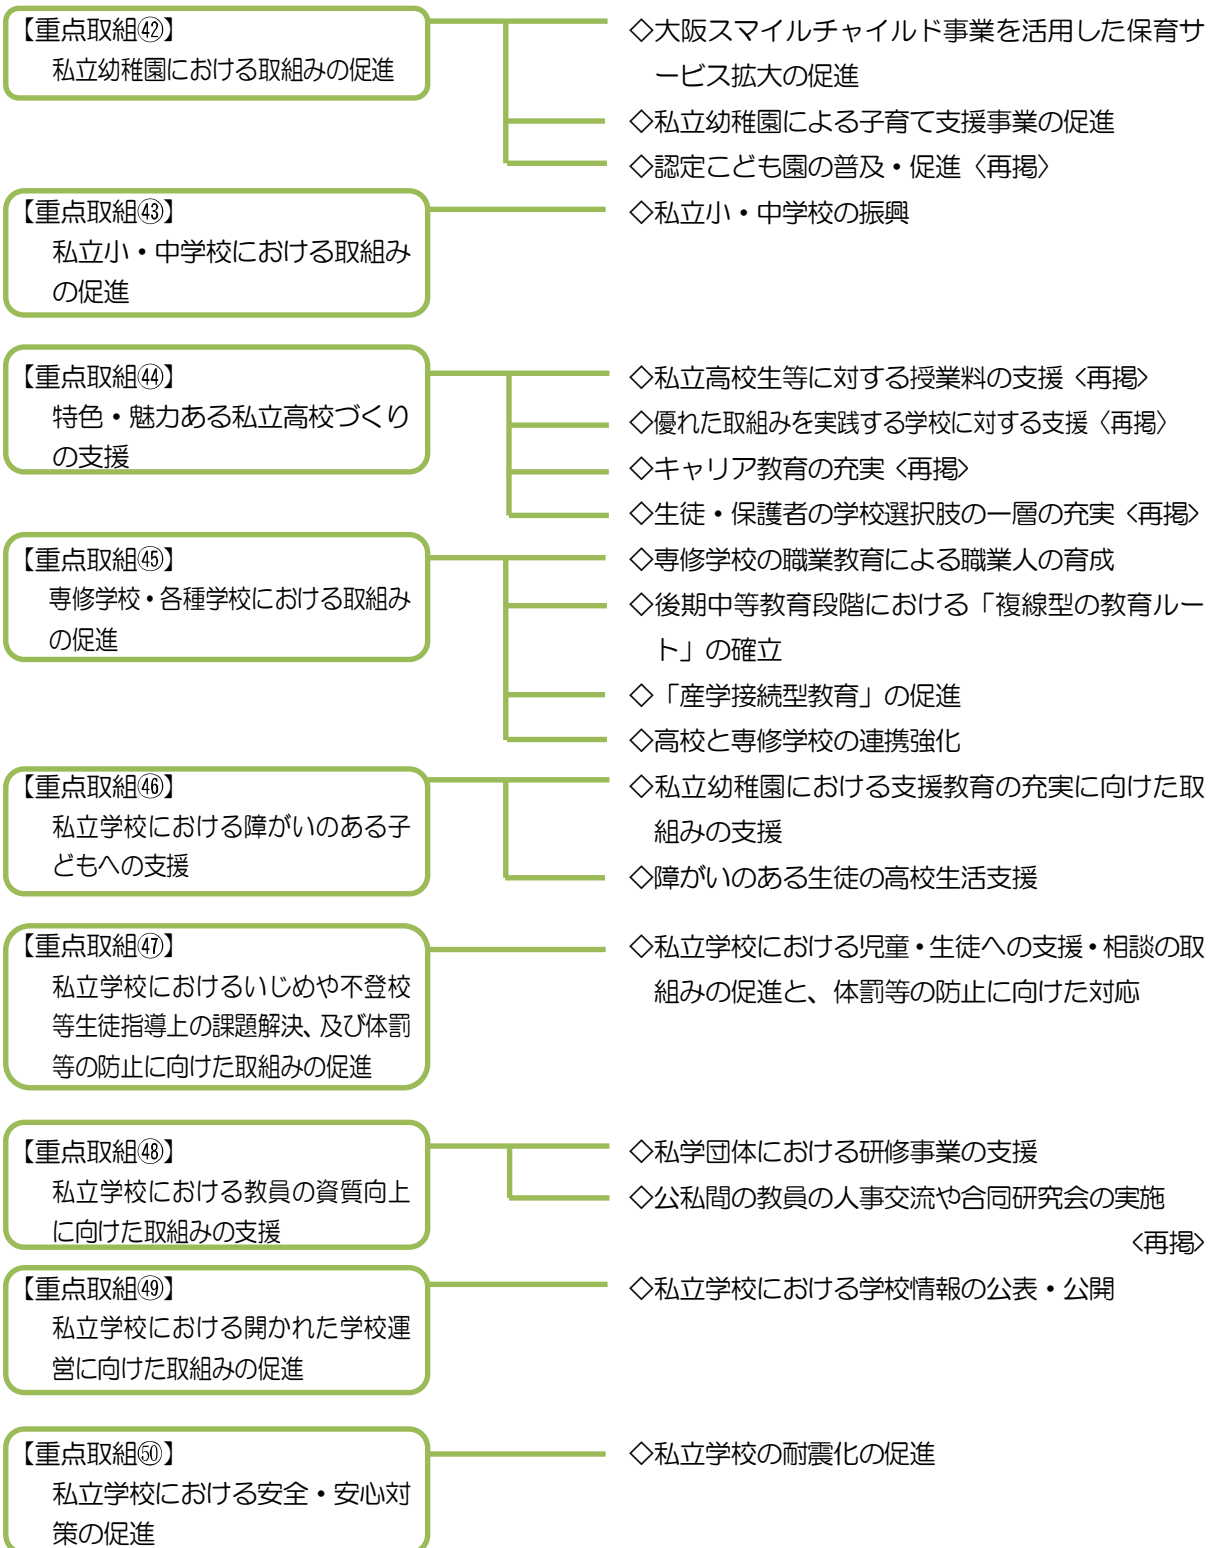 【重点取組㊷】
私立幼稚園における取組みの促進
◇大阪スマイルチャイルド事業を活用した保育サ
ービス拡大の促進
◇私立幼稚園による子育て支援事業の促進
◇認定こども園の普及・促進〈再掲〉
【重点取組㊸】
私立小・中学校における取組み
の促進
◇私立小・中学校の振興
【重点取組㊹】
特色・魅力ある私立高校づくり
の支援
◇私立高校生等に対する授業料の支援〈再掲〉
◇優れた取組みを実践する学校に対する支援〈再掲〉
◇キャリア教育の充実〈再掲〉
◇生徒・保護者の学校選択肢の一層の充実〈再掲〉
【重点取組㊺】
専修学校・各種学校における取組み
の促進
◇専修学校の職業教育による職業人の育成
◇後期中等教育段階における「複線型の教育ルー
ト」の確立
◇「産学接続型教育」の促進
◇高校と専修学校の連携強化
【重点取組㊻】
私立学校における障がいのある子
どもへの支援
◇私立幼稚園における支援教育の充実に向けた取
組みの支援
◇障がいのある生徒の高校生活支援
【重点取組㊼】
私立学校におけるいじめや不登校
等生徒指導上の課題解決、及び体罰
等の防止に向けた取組みの促進
◇私立学校における児童・生徒への支援・相談の取
組みの促進と、体罰等の防止に向けた対応
【重点取組㊽】
私立学校における教員の資質向上
に向けた取組みの支援
◇私学団体における研修事業の支援
◇公私間の教員の人事交流や合同研究会の実施
〈再掲〉
【重点取組㊾】
私立学校における開かれた学校運
営に向けた取組みの促進
◇私立学校における学校情報の公表・公開
【重点取組㊿】
私立学校における安全・安心対
策の促進
◇私立学校の耐震化の促進